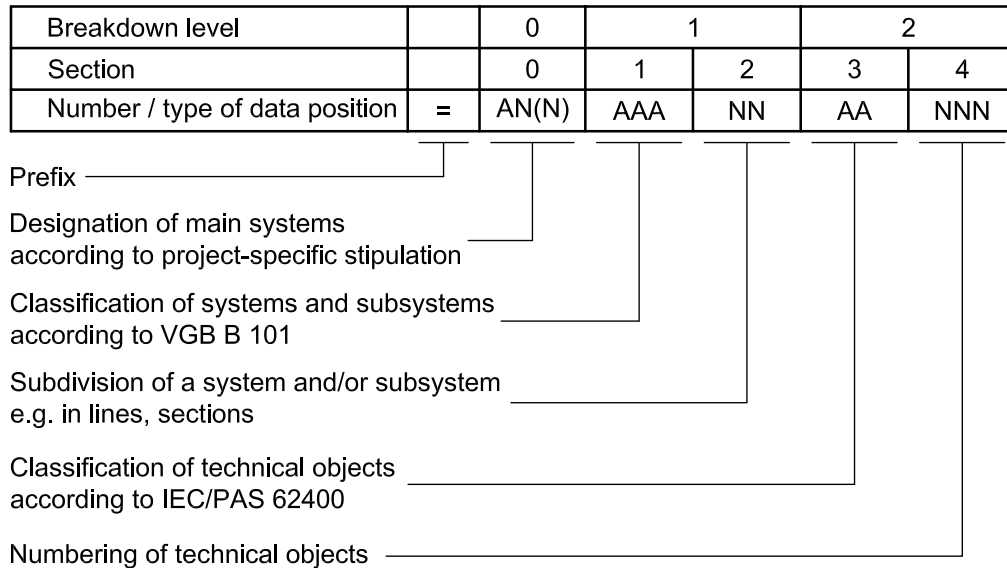 Breakdown level 0 1 2
Section 0 1 2 3 4
Number / type of data position = AN(N) AAA NN AA NNN
Prefix
Designation of main systems
according to project-specific stipulation
Classification of systems and subsystems
according to VGB B 101
Subdivision of a system and/or subsystem
e.g. in lines, sections
Classification of technical objects
according to IEC/PAS 62400
Numbering of technical objects